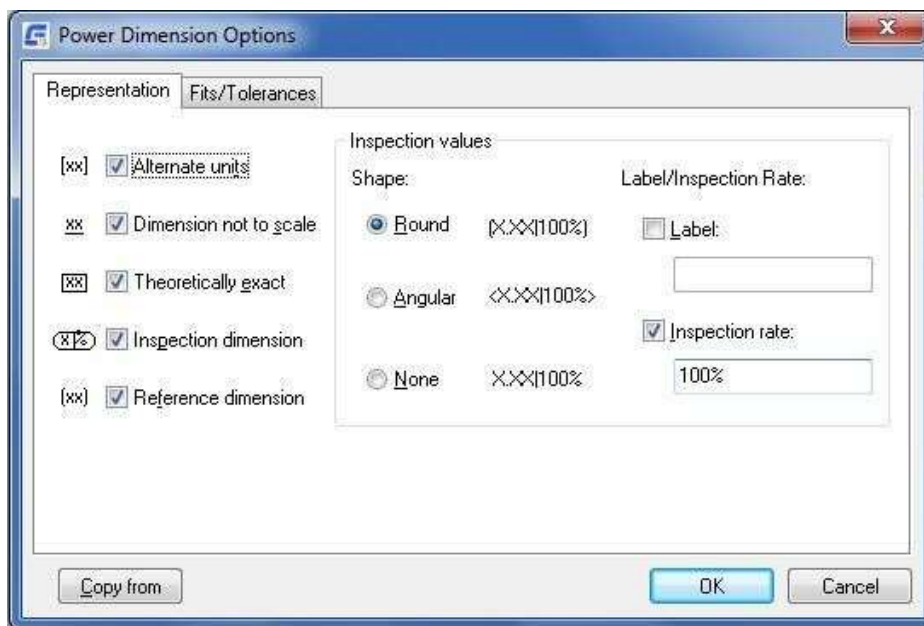 Power Dimension Options
Representation
Fits/Tolerances
[xx] Alternate units
xx Dimension not to scale
xx Theoretically exact
x % Inspection dimension
(xx) Reference dimension
Inspection values
Shape:
Label/Inspection Rate:
Round (X.XX|100%)
Label:
Angular <X.XX|100%>
Inspection rate:
None X.XX|100%
100%
Copy from
OK
Cancel